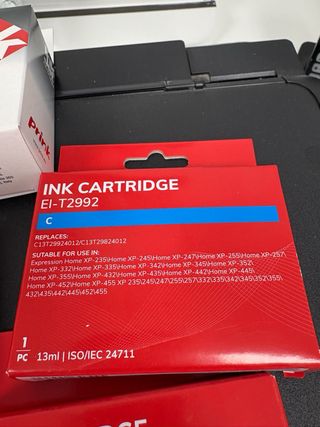 prink
INK CARTRIDGE
EI-T2992
C
REPLACES:
C13T29924012/C13T29824012
SUITABLE FOR USE IN:
Expression Home XP-235\Home XP-245\Home XP-247\Home XP-255\Home XP-257\
Home XP-332\Home XP-335\Home XP-342\Home XP-345\Home XP-352\
Home XP-355\Home XP-432\Home XP-435\Home XP-442\Home XP-445\
Home XP-452\Home XP-455 XP 235\245\247\255\257\332\335\342\345\352\355\
432\435\442\445\452\455
1
PC
13ml | ISO/IEC 24711